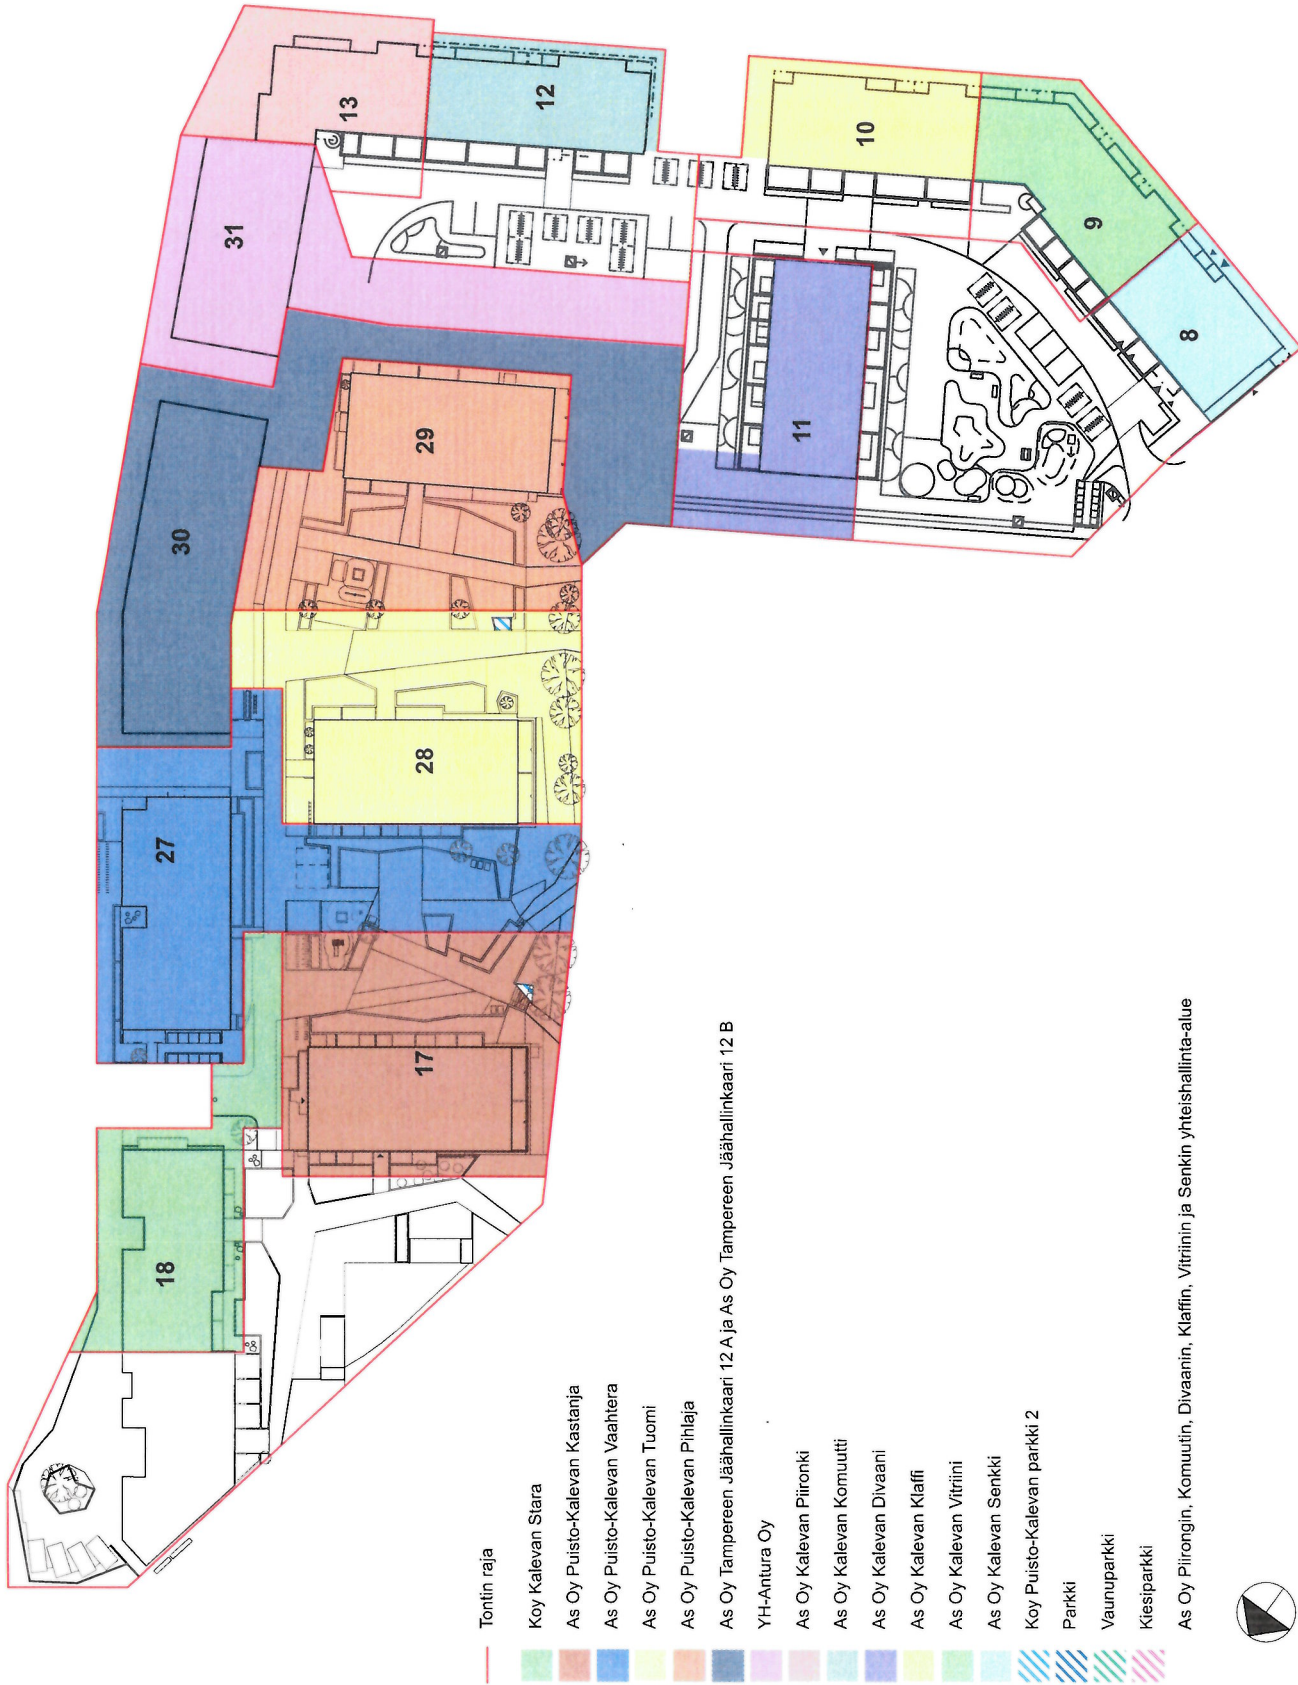 13
12
31
10
9
8
11
29
30
28
27
17
18
Tontin raja
Koy Kalevan Stara
As Oy Puisto-Kalevan Kastanja
As Oy Puisto-Kalevan Vaahtera
As Oy Puisto-Kalevan Tuomi
As Oy Puisto-Kalevan Pihlaja
As Oy Tampereen Jäähallinkaari 12 A ja As Oy Tampereen Jäähallinkaari 12 B
YH-Antura Oy
As Oy Kalevan Piironki
As Oy Kalevan Komuutti
As Oy Kalevan Divaani
As Oy Kalevan Klaffi
As Oy Kalevan Vitriini
As Oy Kalevan Senkki
Koy Puisto-Kalevan parkki 2
Parkki
Vaunuparkki
Kiesiparkki
As Oy Piirongin, Komuutin, Divaanin, Klaffin, Vitriinin ja Senkin yhteishallinta-alue